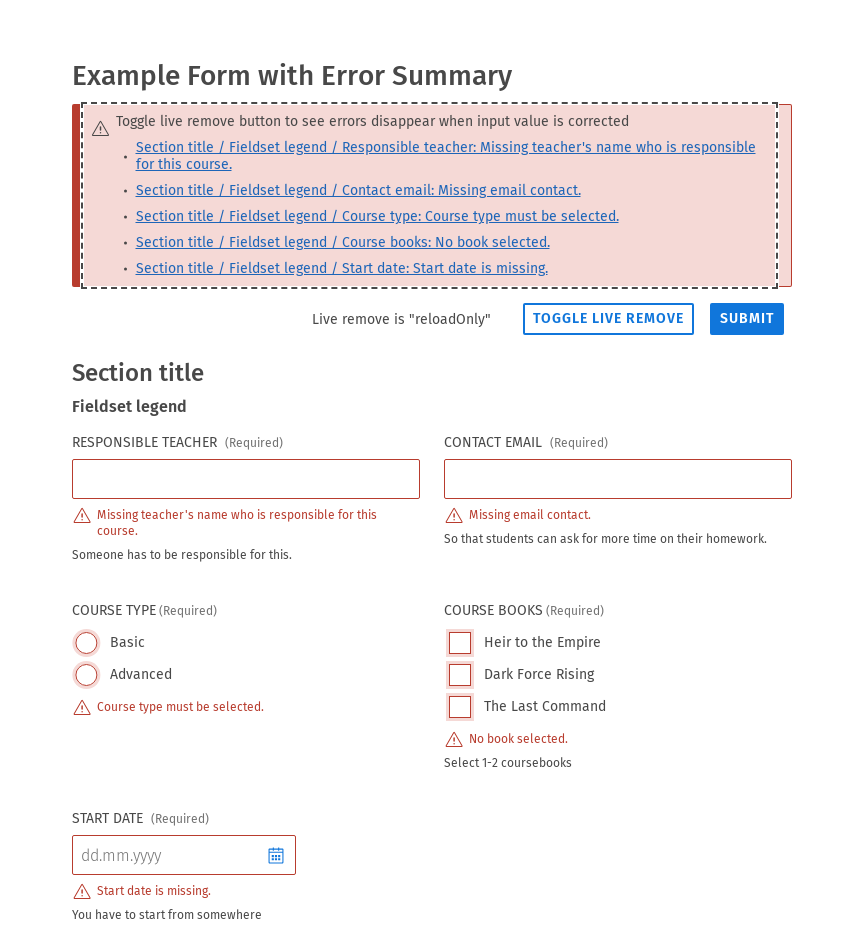 Example Form with Error Summary
Toggle live remove button to see errors disappear when input value is corrected
Section title / Fieldset legend / Responsible teacher: Missing teacher's name who is responsible
for this course.
Section title / Fieldset legend / Contact email: Missing email contact.
Section title / Fieldset legend / Course type: Course type must be selected.
Section title / Fieldset legend / Course books: No book selected.
Section title / Fieldset legend / Start date: Start date is missing.
Live remove is "reloadOnly"
TOGGLE LIVE REMOVE
SUBMIT
Section title
Fieldset legend
RESPONSIBLE TEACHER (Required)
Missing teacher's name who is responsible for this
course.
Someone has to be responsible for this.
CONTACT EMAIL (Required)
Missing email contact.
So that students can ask for more time on their homework.
COURSE TYPE (Required)
Basic
Advanced
Course type must be selected.
COURSE BOOKS (Required)
Heir to the Empire
Dark Force Rising
The Last Command
No book selected.
Select 1-2 coursebooks
START DATE (Required)
dd.mm.yyyy
Start date is missing.
You have to start from somewhere